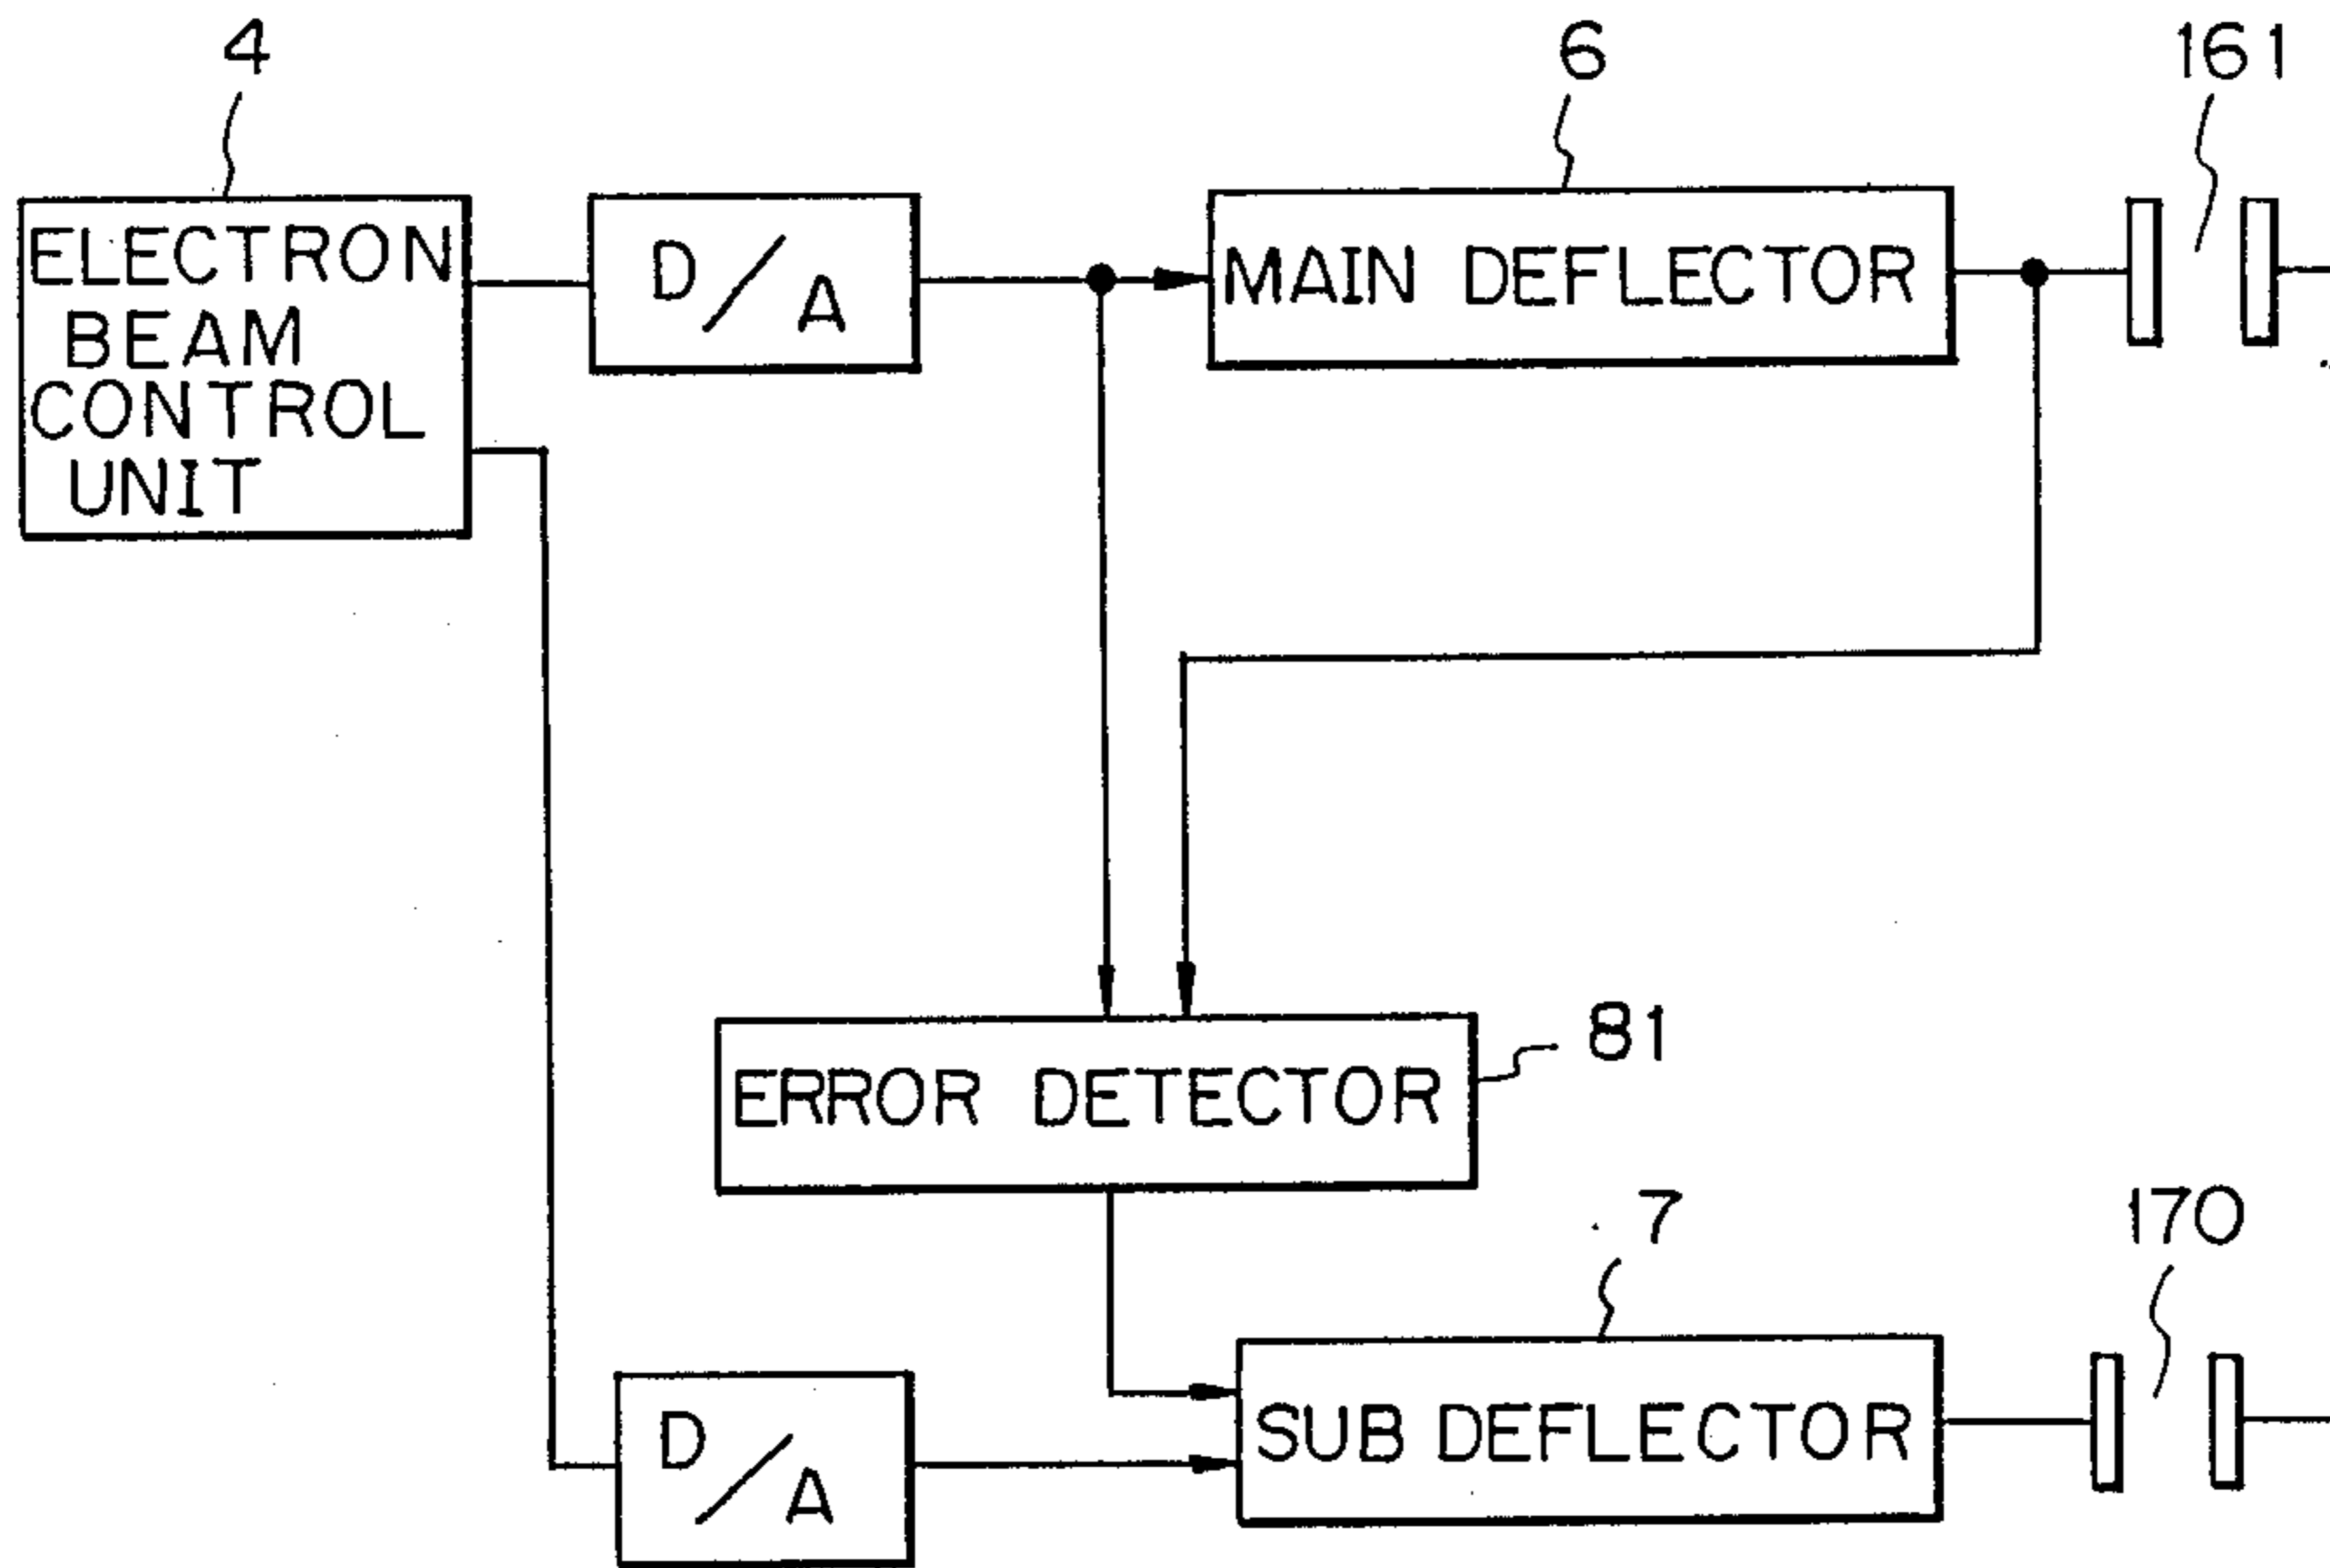 4
6
161
ELECTRON
BEAM
CONTROL
UNIT
D/A
MAIN DEFLECTOR
ERROR DETECTOR
81
7
170
D/A
SUB DEFLECTOR